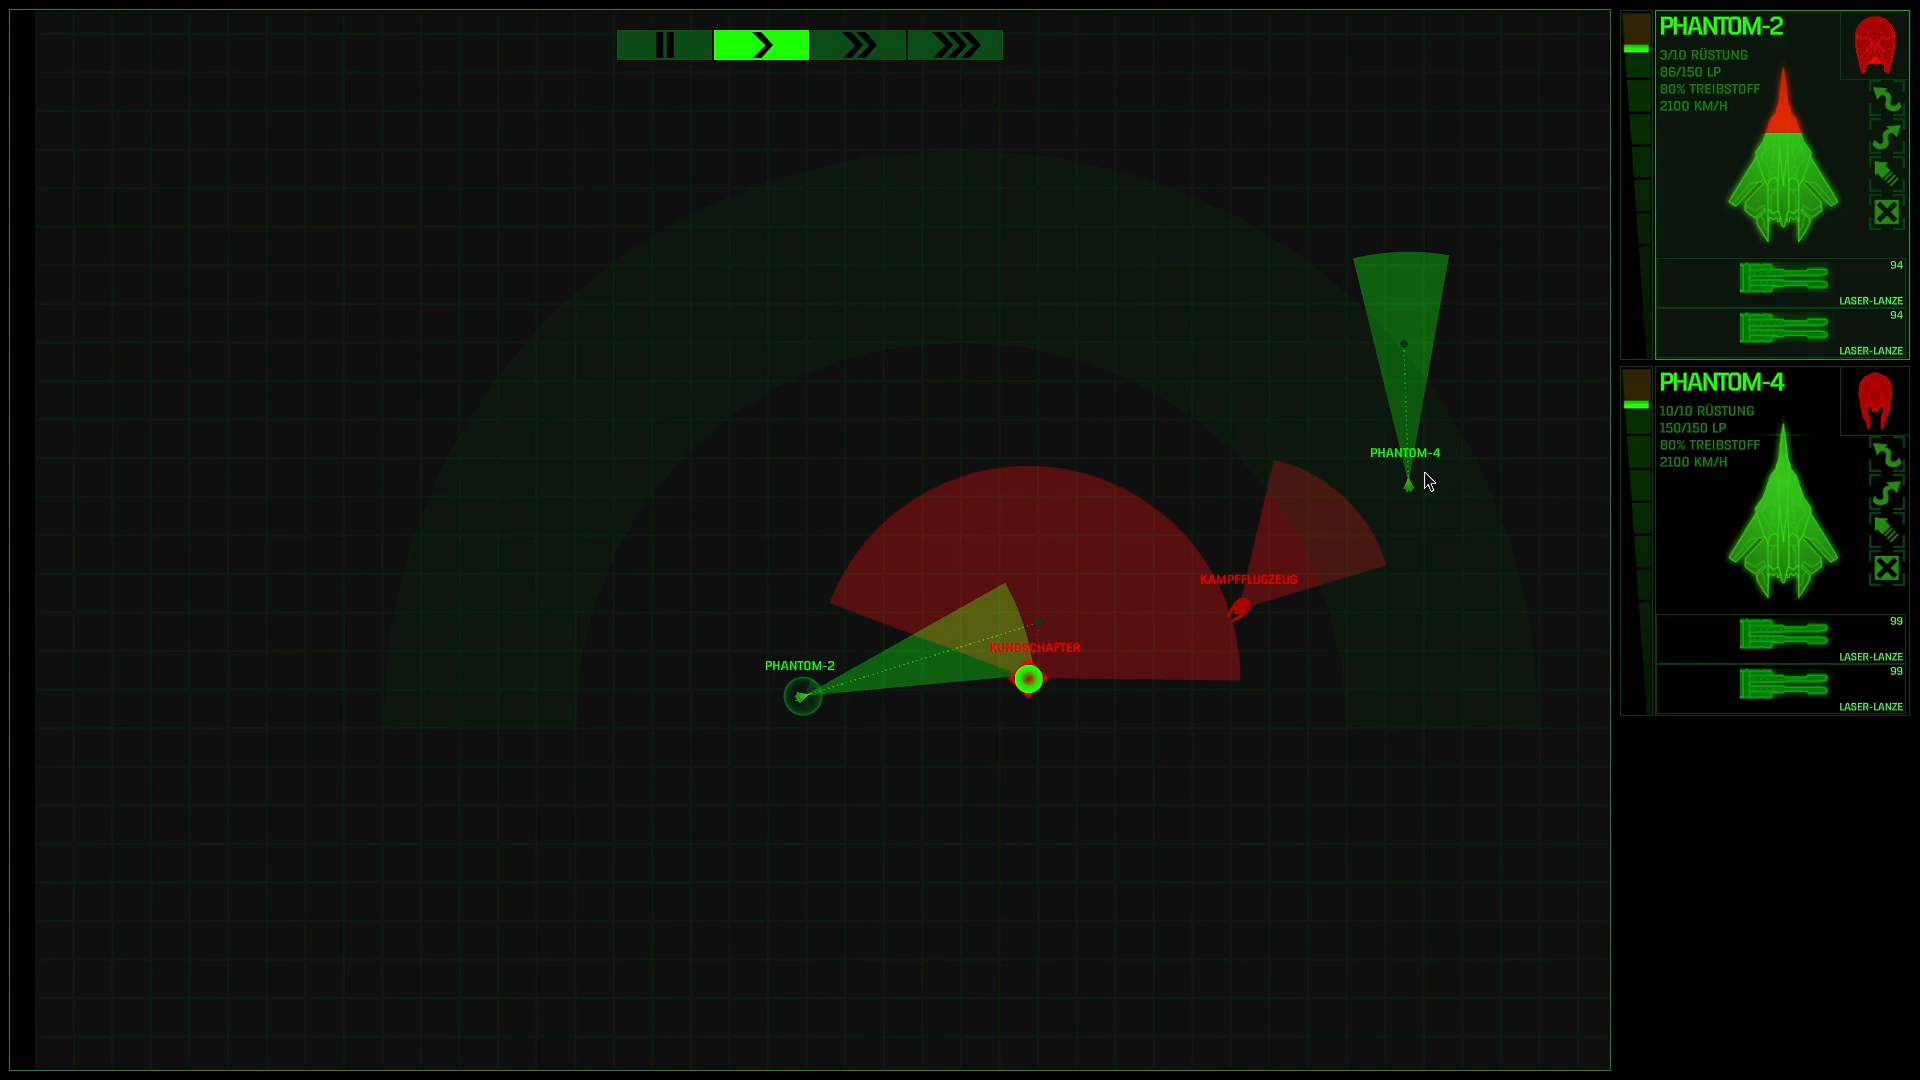 PHANTOM-2
3/10 RÜSTUNG
86/150 LP
80% TREIBSTOFF
2100 KM/H
94
LASER-LANZE
94
LASER-LANZE
PHANTOM-4
10/10 RÜSTUNG
150/150 LP
80% TREIBSTOFF
2100 KM/H
99
LASER-LANZE
99
LASER-LANZE
PHANTOM-4
KAMPFFLUGZEUG
KUNDSCHAFTER
PHANTOM-2